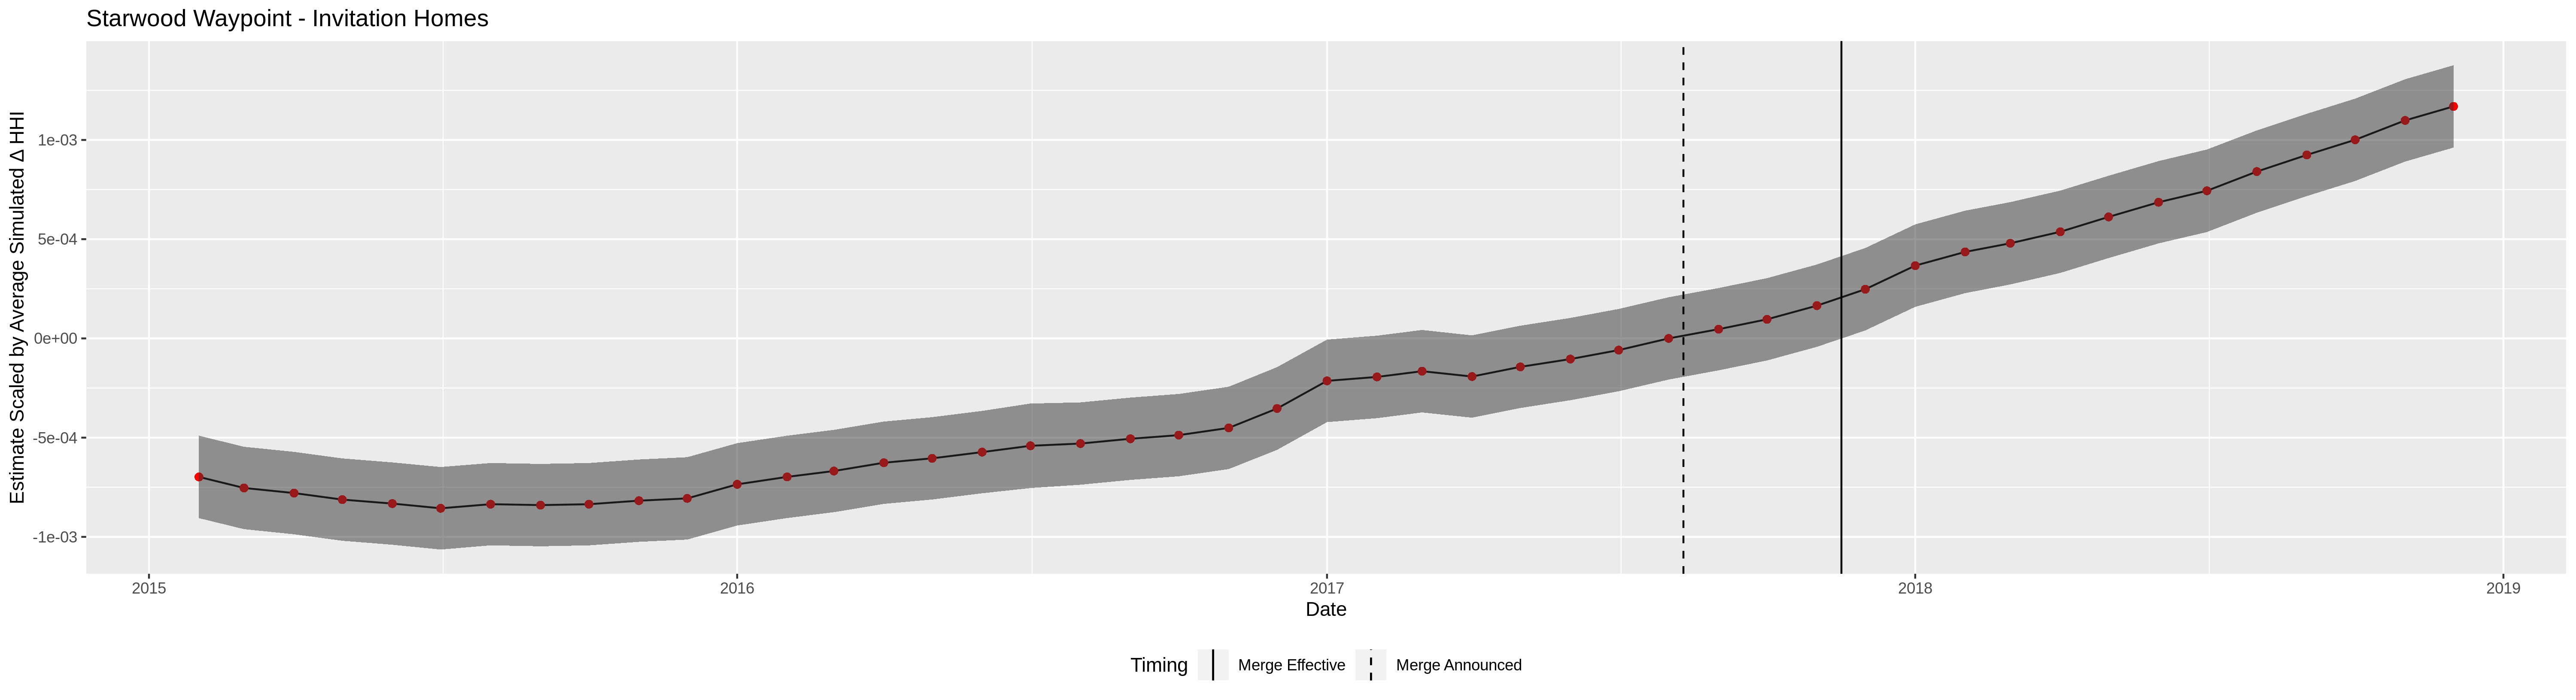 Starwood Waypoint - Invitation Homes
Estimate Scaled by Average Simulated Δ HHI
1e-03
5e-04
0e+00
-5e-04
-1e-03
2015 2016 2017 2018 2019
Date
Timing Merge Effective Merge Announced